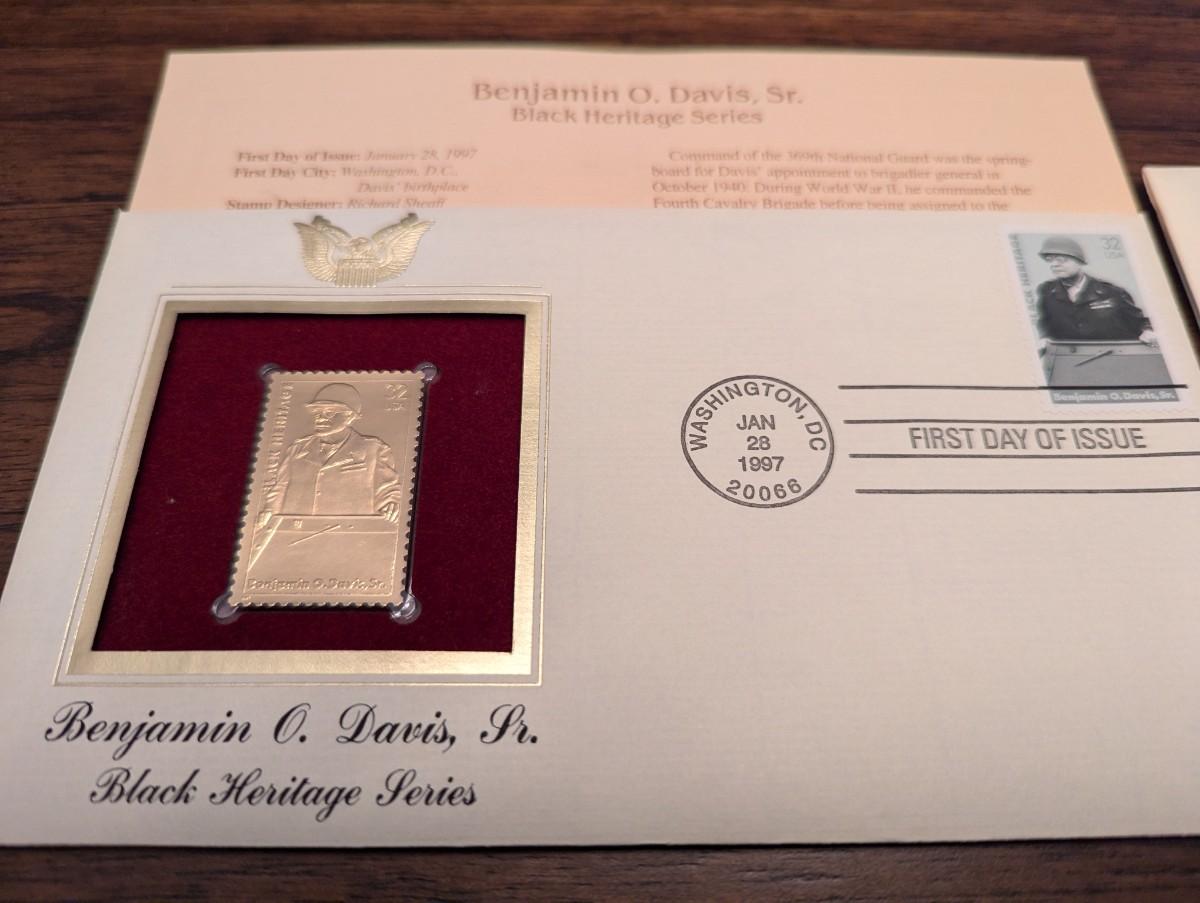 Benjamin O. Davis, Sr.
Black Heritage Series
First Day of Issue: January 28, 1997
First Day City: Washington, D.C.,
Davis' birthplace
Stamp Designer: Richard Sheaff
Command of the 369th National Guard was the spring-
board for Davis' appointment to brigadier general in
October 1940. During World War II, he commanded the
Fourth Cavalry Brigade before being assigned to the
BLACK HERITAGE
32
USA
Benjamin O. Davis, Sr.
WASHINGTON, DC
JAN
28
1997
20066
FIRST DAY OF ISSUE
BLACK HERITAGE
32
USA
Benjamin O. Davis, Sr.
Benjamin O. Davis, Sr.
Black Heritage Series